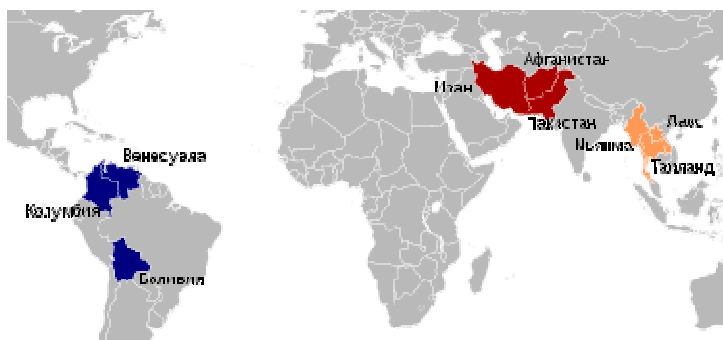 Афганистан
Иран
Пакистан
Лаос
Мьянма
Таиланд
Венесуэла
Колумбия
Боливия